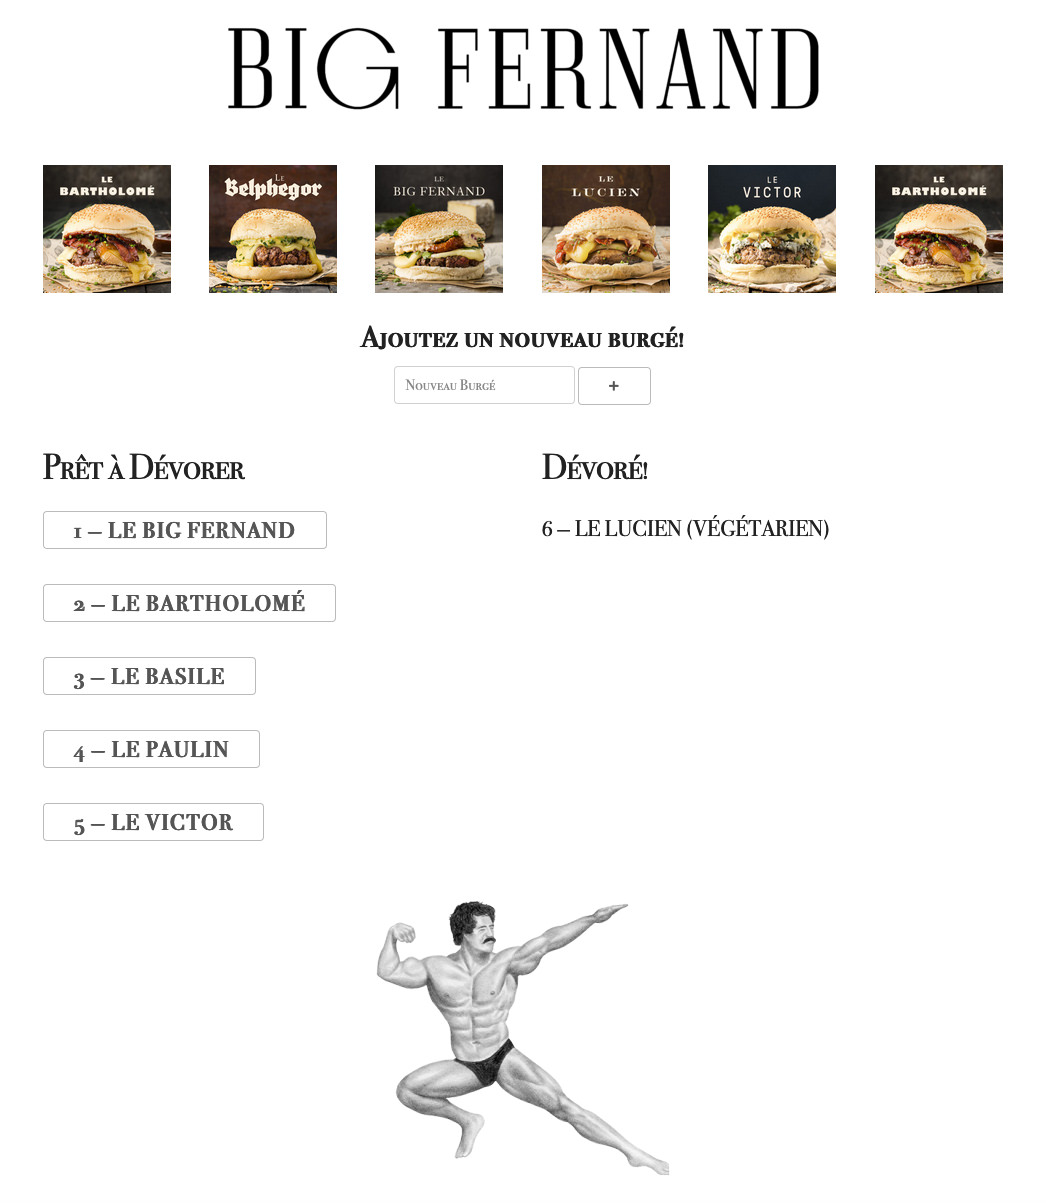 BIG FERNAND
LE
BARTHOLOMÉ
LE
Belphegor
LE
BIG FERNAND
LE
LUCIEN
LE
VICTOR
LE
BARTHOLOMÉ
Ajoutez un nouveau burgé!
Nouveau Burgé
+
Prêt à Dévorer
1 – LE BIG FERNAND
2 – LE BARTHOLOMÉ
3 – LE BASILE
4 – LE PAULIN
5 – LE VICTOR
Dévoré!
6 – LE LUCIEN (VÉGÉTARIEN)